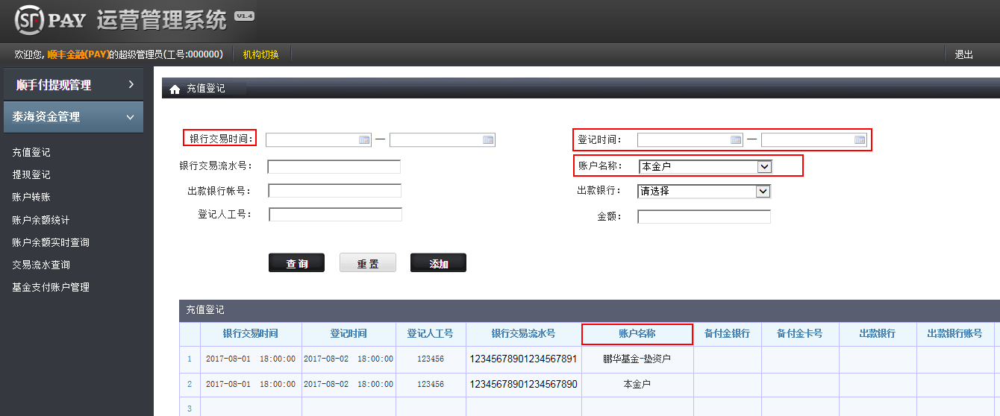 SF PAY 运营管理系统 V1.4
欢迎您, 顺丰金融(PAY)的超级管理员(工号:000000) 机构切换 退出
顺手付提现管理
泰海资金管理
充值登记
提现登记
账户转账
账户余额统计
账户余额实时查询
交易流水查询
基金支付账户管理
充值登记
银行交易时间： — 登记时间： —
银行交易流水号： 账户名称： 本金户
出款银行帐号： 出款银行： 请选择
登记人工号： 金额：
查 询 重 置 添加
充值登记
银行交易时间 登记时间 登记人工号 银行交易流水号 账户名称 备付金银行 备付金卡号 出款银行 出款银行账号
1 2017-08-01 18:00:00 2017-08-02 18:00:00 123456 12345678901234567891 鹏华基金-垫资户
2 2017-08-01 18:00:00 2017-08-02 18:00:00 123456 12345678901234567890 本金户
3